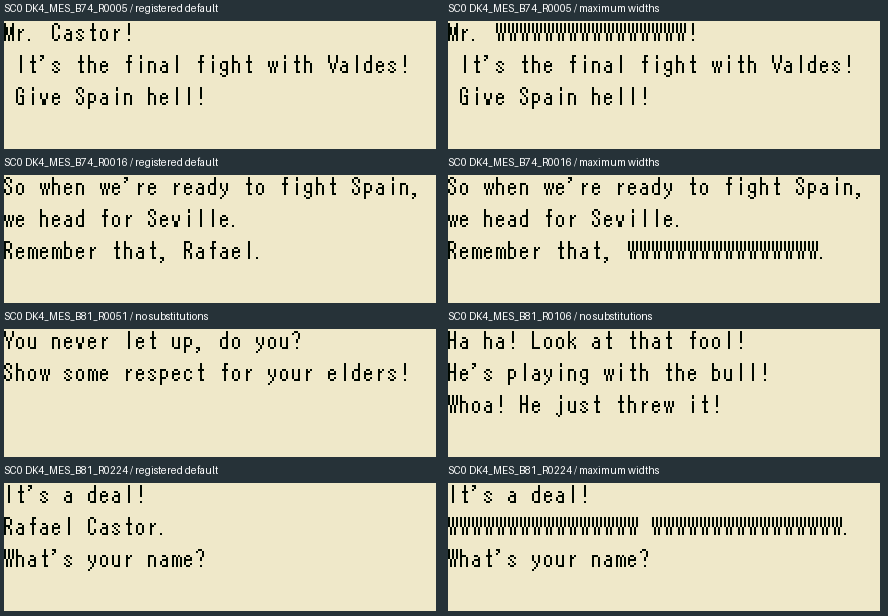 SC0 DK4_MES_B74_R0005 / registered default
Mr. Castor!
It's the final fight with Valdes!
Give Spain hell!
SC0 DK4_MES_B74_R0005 / maximum widths
Mr. WWWWWWWWWWWWWWWW!
It's the final fight with Valdes!
Give Spain hell!
SC0 DK4_MES_B74_R0016 / registered default
So when we're ready to fight Spain,
we head for Seville.
Remember that, Rafael.
SC0 DK4_MES_B74_R0016 / maximum widths
So when we're ready to fight Spain,
we head for Seville.
Remember that, WWWWWWWWWWWWWWWW.
SC0 DK4_MES_B81_R0051 / no substitutions
You never let up, do you?
Show some respect for your elders!
SC0 DK4_MES_B81_R0106 / no substitutions
Ha ha! Look at that fool!
He's playing with the bull!
Whoa! He just threw it!
SC0 DK4_MES_B81_R0224 / registered default
It's a deal!
Rafael Castor.
What's your name?
SC0 DK4_MES_B81_R0224 / maximum widths
It's a deal!
WWWWWWWWWWWWWWWW WWWWWWWWWWWWWWWW.
What's your name?